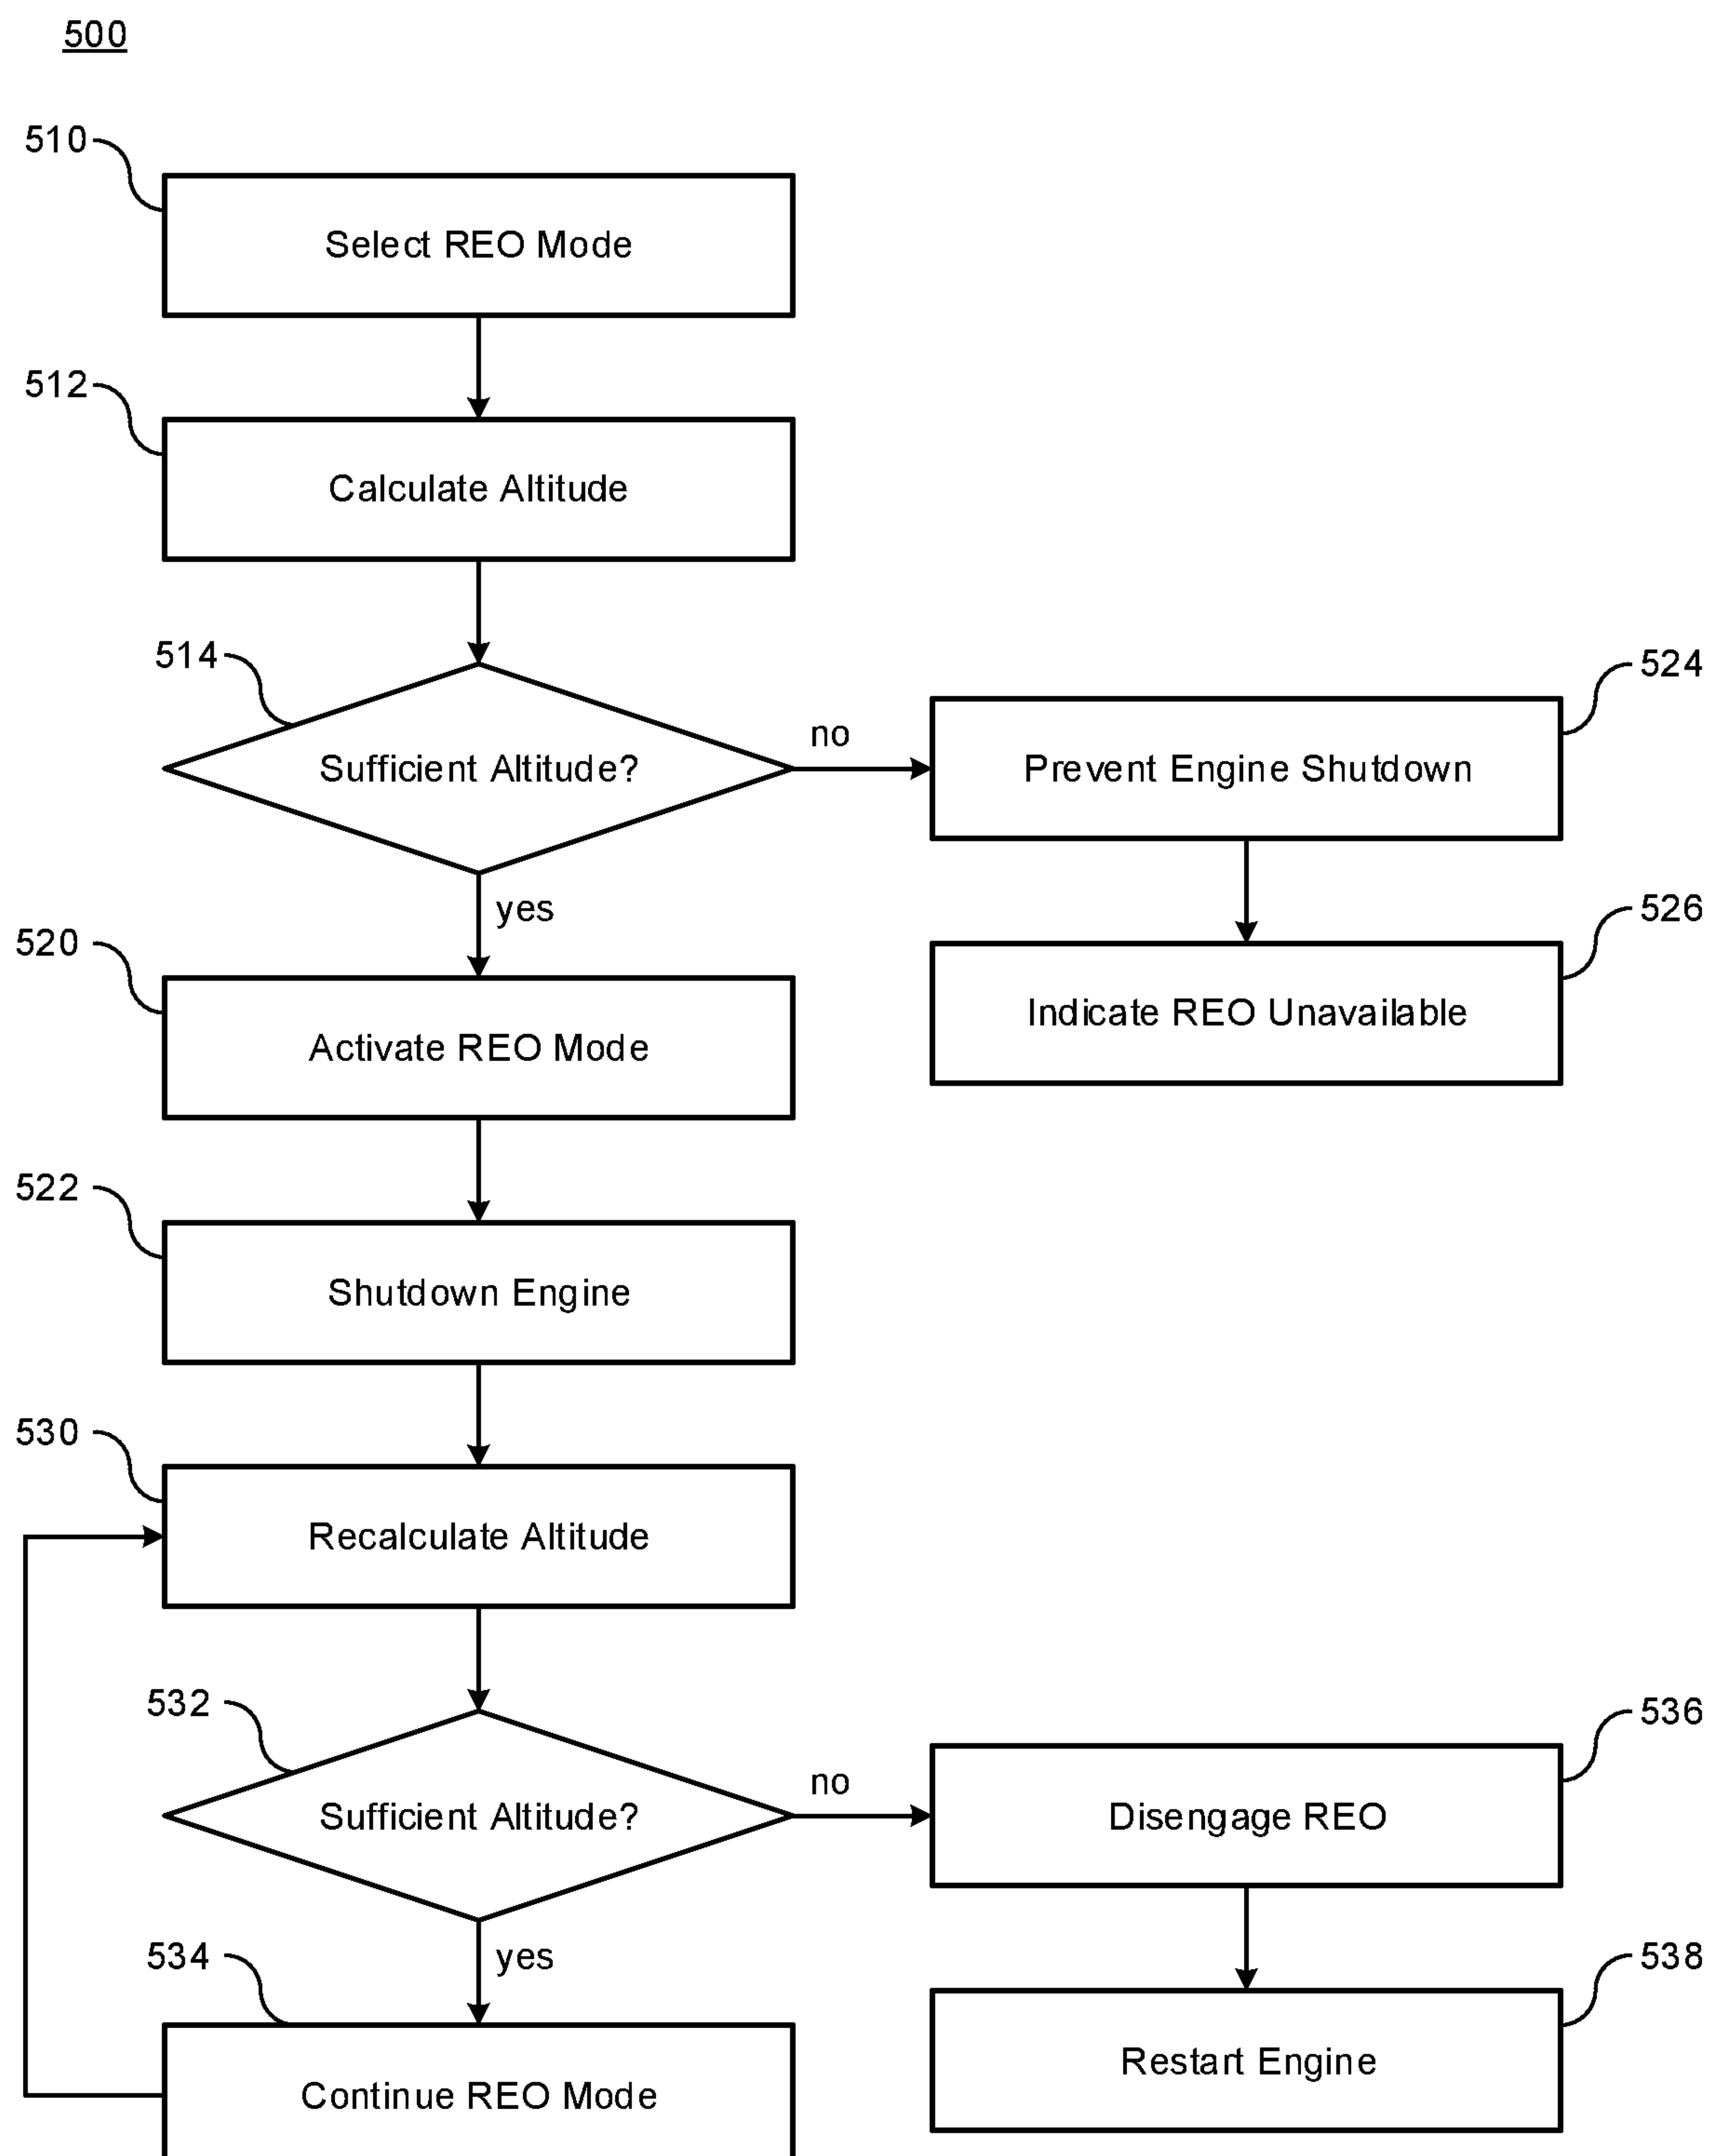 500
510
Select REO Mode
512
Calculate Altitude
514
Sufficient Altitude?
no
524
Prevent Engine Shutdown
yes
526
Indicate REO Unavailable
520
Activate REO Mode
522
Shutdown Engine
530
Recalculate Altitude
532
Sufficient Altitude?
no
536
Disengage REO
yes
534
Continue REO Mode
538
Restart Engine